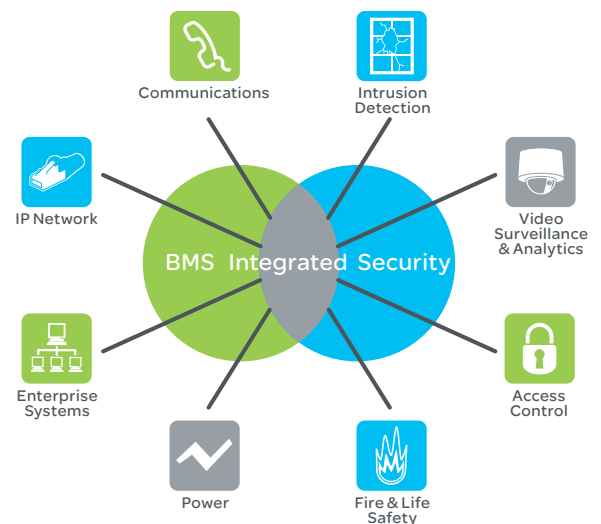 Communications
Intrusion
Detection
IP Network
Video
Surveillance
& Analytics
BMS Integrated Security
Enterprise
Systems
Access
Control
Power
Fire & Life
Safety